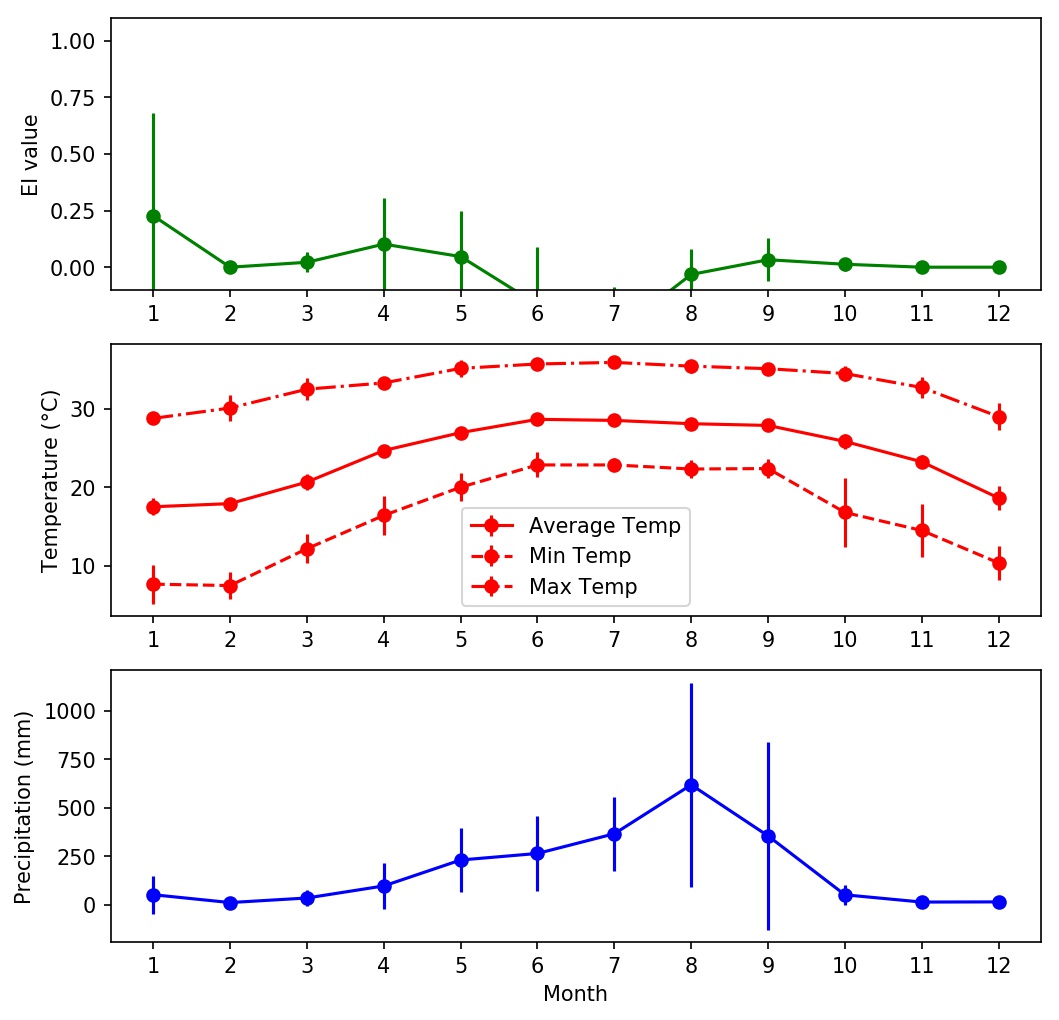 EI value
1.00
0.75
0.50
0.25
0.00
1 2 3 4 5 6 7 8 9 10 11 12
Temperature (°C)
30
20
10
Average Temp
Min Temp
Max Temp
1 2 3 4 5 6 7 8 9 10 11 12
Precipitation (mm)
1000
750
500
250
0
1 2 3 4 5 6 7 8 9 10 11 12
Month